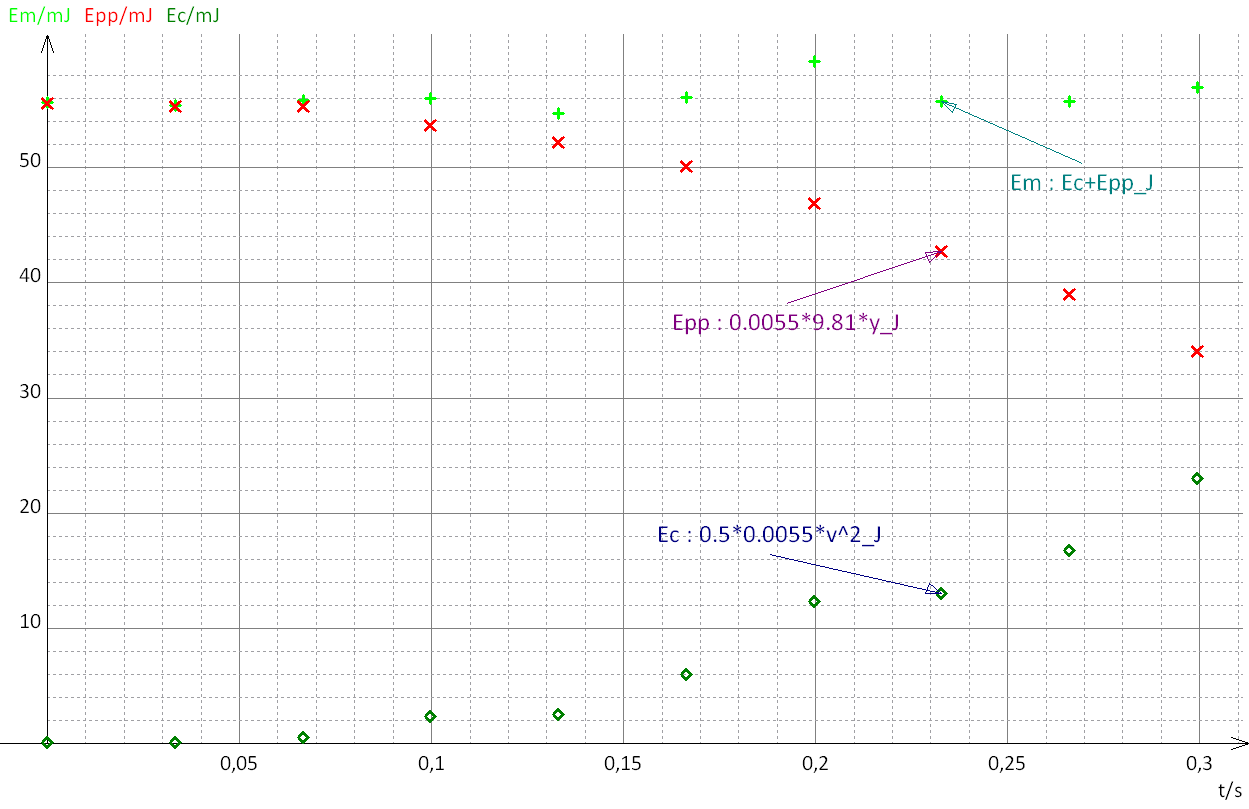 Em/mJ Epp/mJ Ec/mJ
50
Em : Ec+Epp_J
40
Epp : 0.0055*9.81*y_J
30
20
Ec : 0.5*0.0055*v^2_J
10
0,05 0,1 0,15 0,2 0,25 0,3
t/s